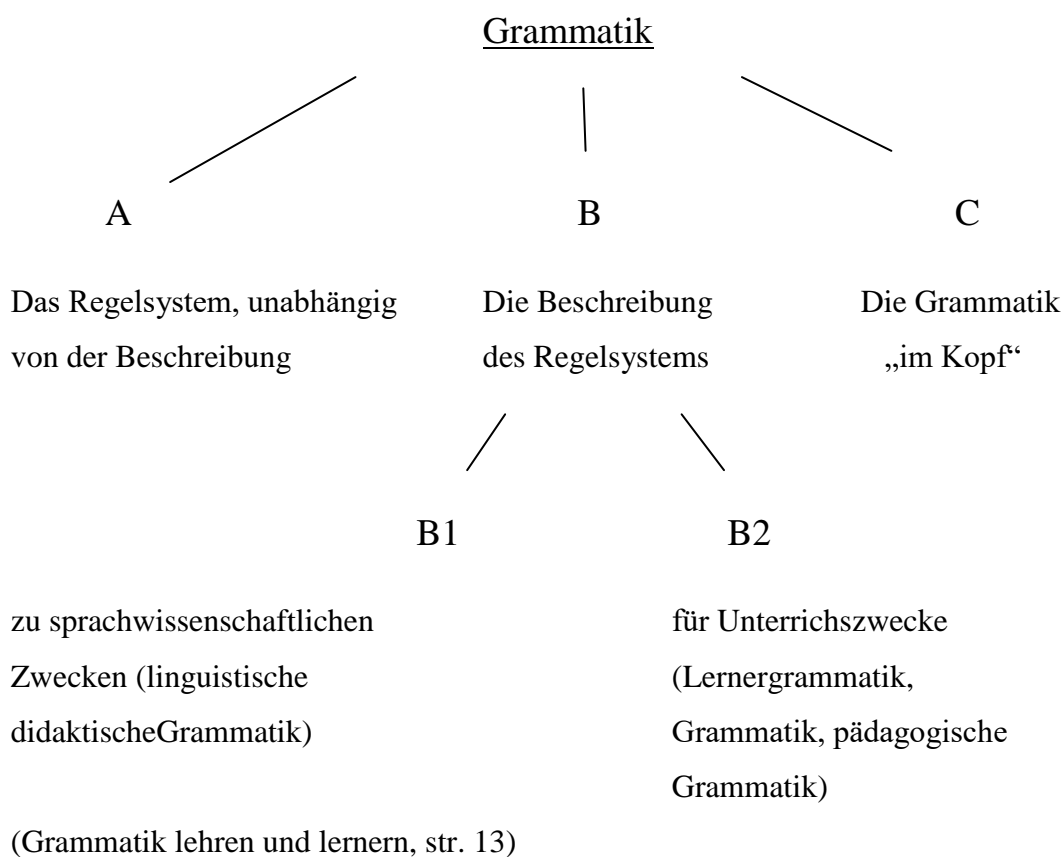 Grammatik
A B C
Das Regelsystem, unabhängig Die Beschreibung Die Grammatik
von der Beschreibung des Regelsystems „im Kopf“
B1 B2
zu sprachwissenschaftlichen für Unterrichszwecke
Zwecken (linguistische (Lernergrammatik,
didaktischeGrammatik) Grammatik, pädagogische
Grammatik)
(Grammatik lehren und lernern, str. 13)